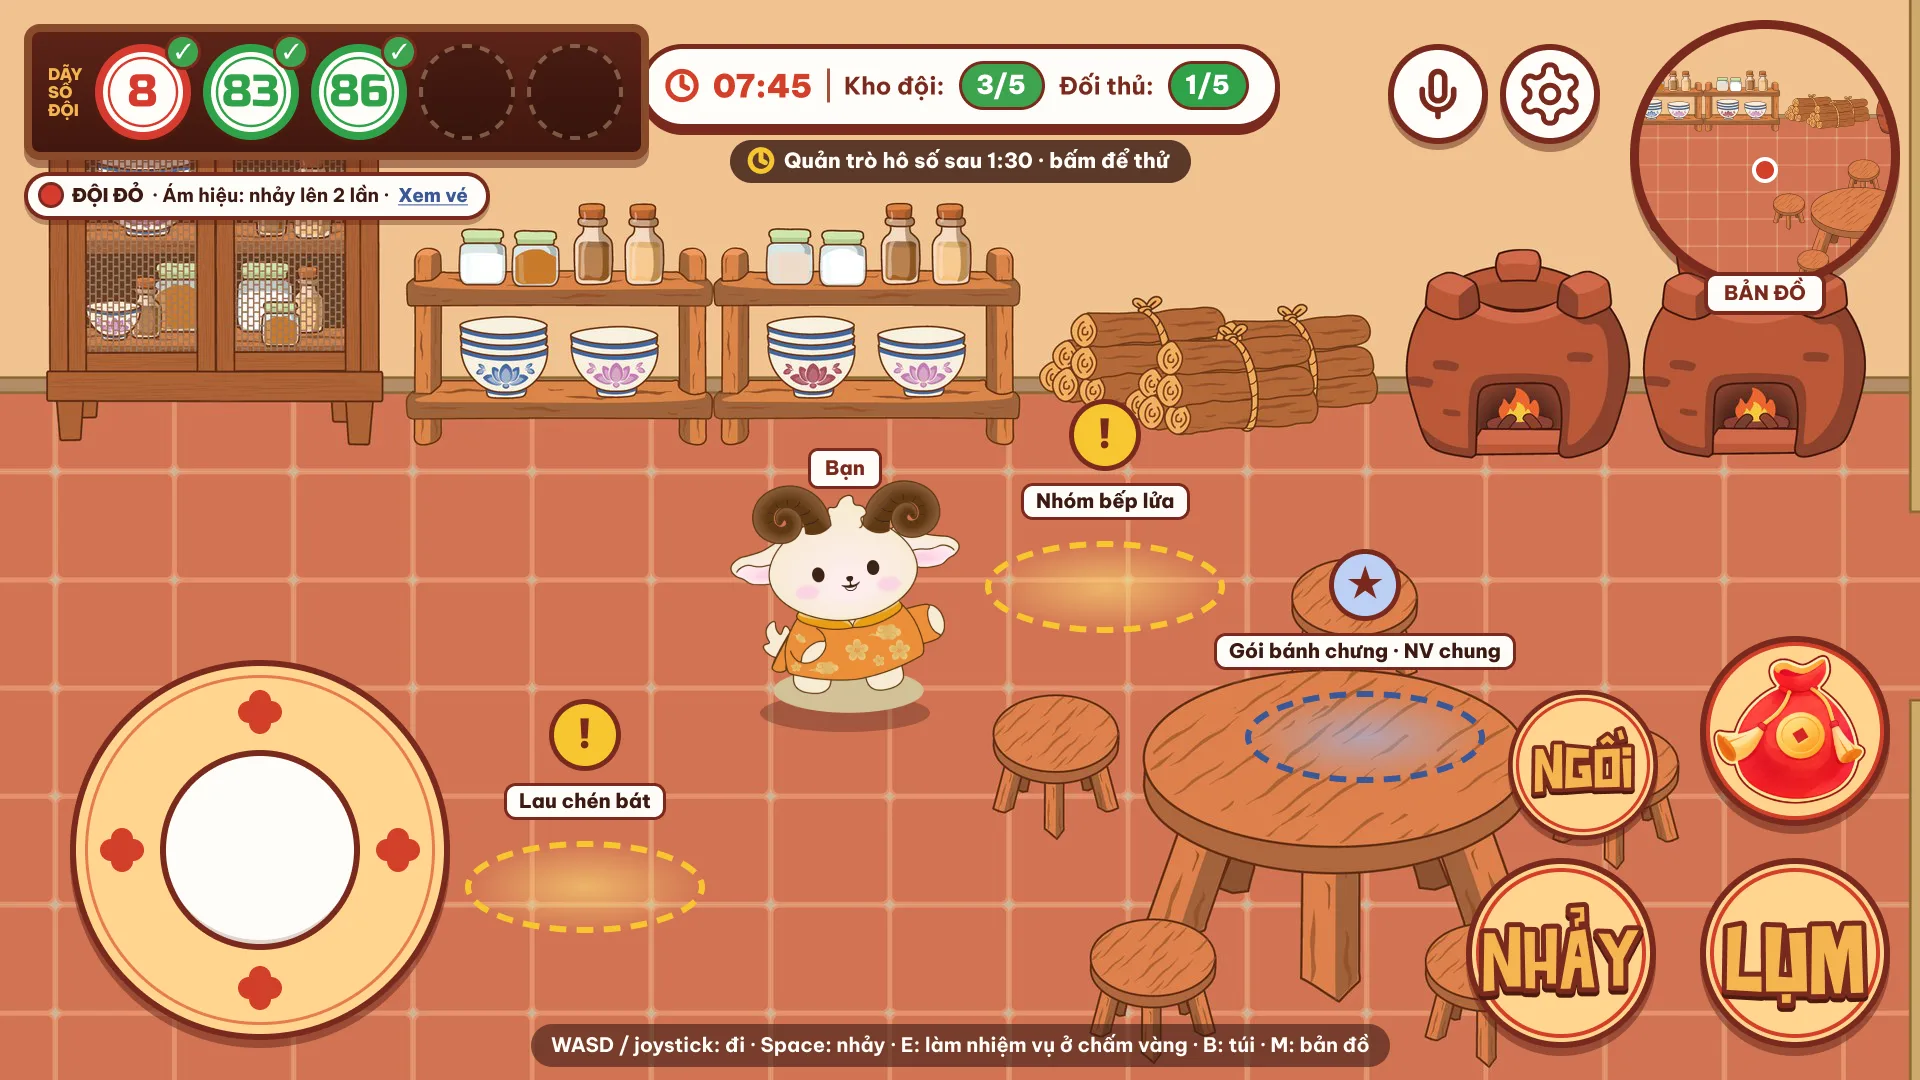 DÃY
SỐ
ĐỘI
8
83
86
07:45
Kho đội: 3/5 Đối thủ: 1/5
Quản trò hô số sau 1:30 · bấm để thử
ĐỘI ĐỎ · Ám hiệu: nhảy lên 2 lần · Xem vé
BẢN ĐỒ
Bạn
Nhóm bếp lửa
Gói bánh chưng · NV chung
Lau chén bát
NGỒI
NHẢY
LỤM
WASD / joystick: đi · Space: nhảy · E: làm nhiệm vụ ở chấm vàng · B: túi · M: bản đồ